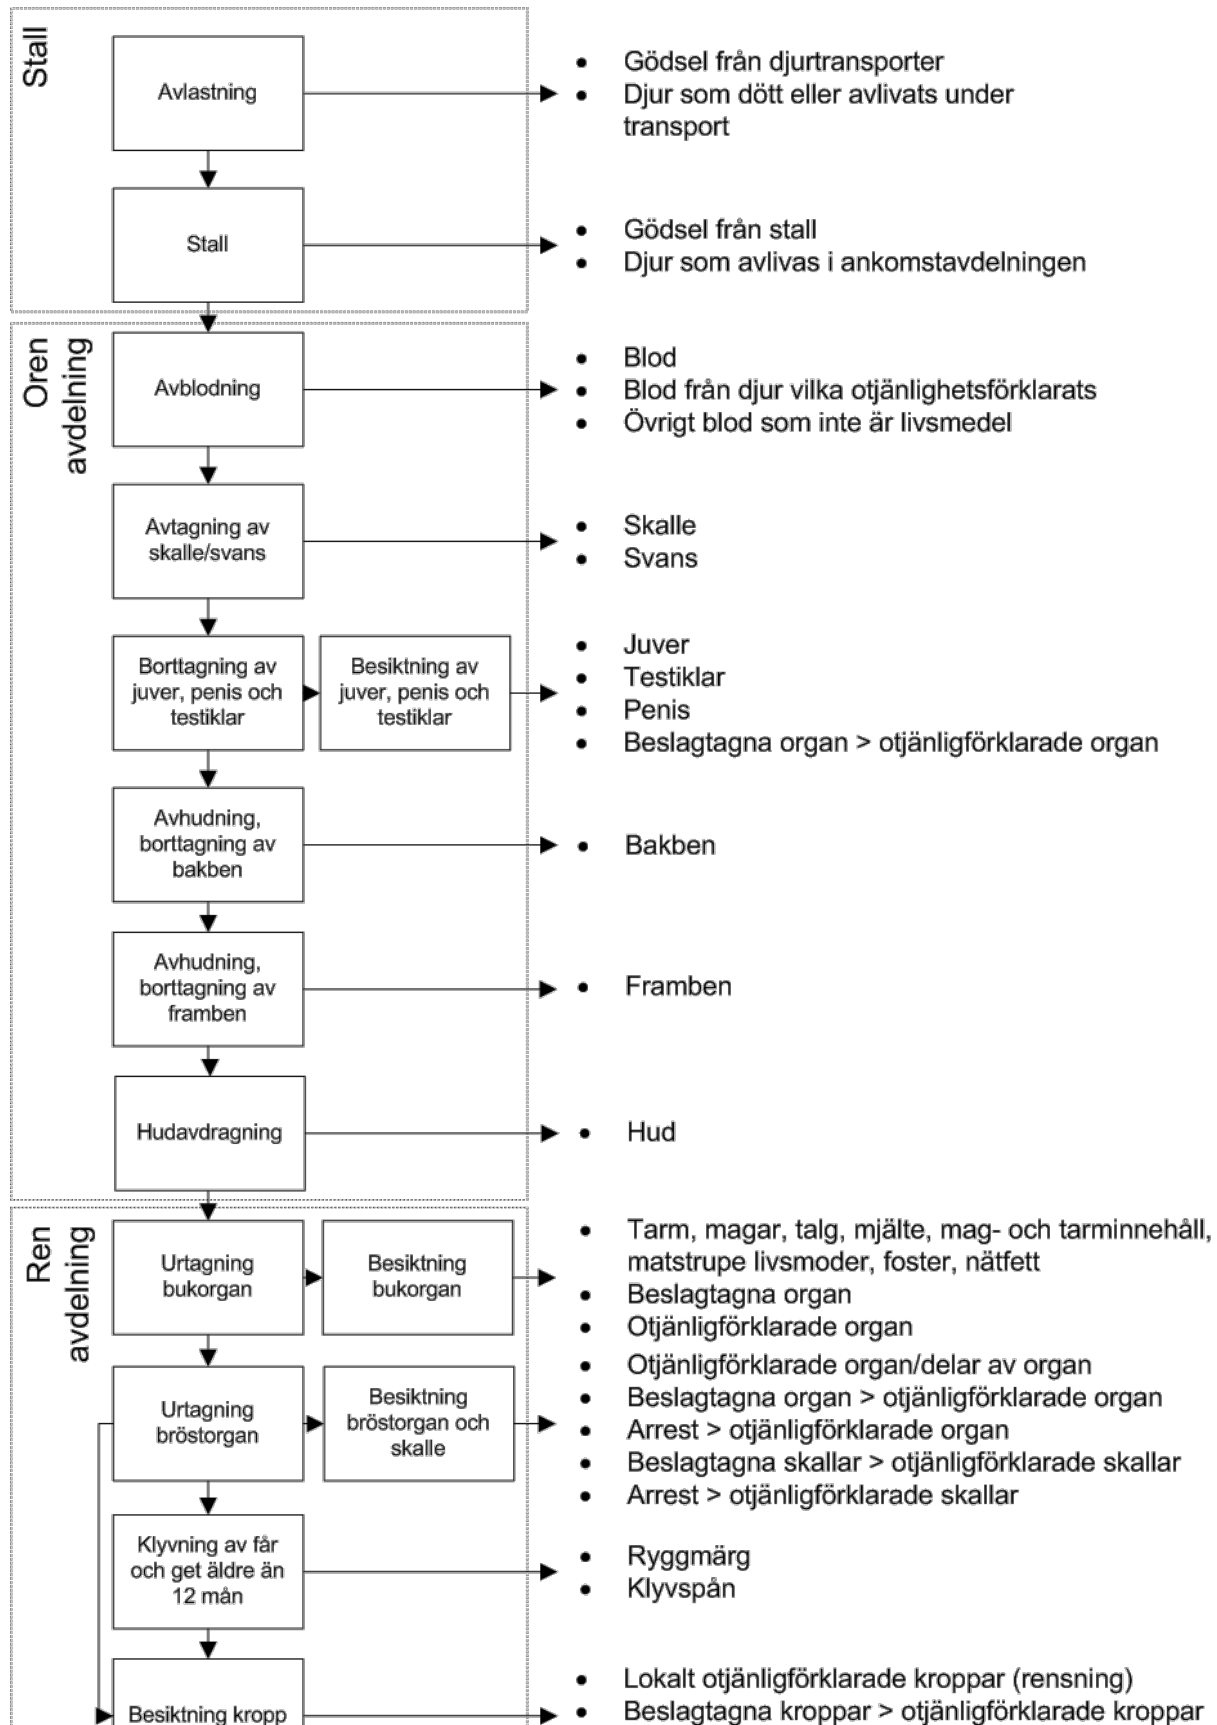 Stall
Avlastning
Gödsel från djurtransporter
Djur som dött eller avlivats under
transport
Stall
Gödsel från stall
Djur som avlivas i ankomstavdelningen
Oren
avdelning
Avblodning
Blod
Blod från djur vilka otjänlighetsförklarats
Övrigt blod som inte är livsmedel
Avtagning av
skalle/svans
Skalle
Svans
Borttagning av
juver, penis och
testiklar
Besiktning av
juver, penis och
testiklar
Juver
Testiklar
Penis
Beslagtagna organ > otjänligförklarade organ
Avhudning,
borttagning av
bakben
Bakben
Avhudning,
borttagning av
framben
Framben
Hudavdragning
Hud
Ren
avdelning
Urtagning
bukorgan
Besiktning
bukorgan
Tarm, magar, talg, mjälte, mag- och tarminnehåll,
matstrupe livsmoder, foster, nätfett
Beslagtagna organ
Otjänligförklarade organ
Urtagning
bröstorgan
Besiktning
bröstorgan och
skalle
Otjänligförklarade organ/delar av organ
Beslagtagna organ > otjänligförklarade organ
Arrest > otjänligförklarade organ
Beslagtagna skallar > otjänligförklarade skallar
Arrest > otjänligförklarade skallar
Klyvning av får
och get äldre än
12 mån
Ryggmärg
Klyvspån
Besiktning kropp
Lokalt otjänligförklarade kroppar (rensning)
Beslagtagna kroppar > otjänligförklarade kroppar